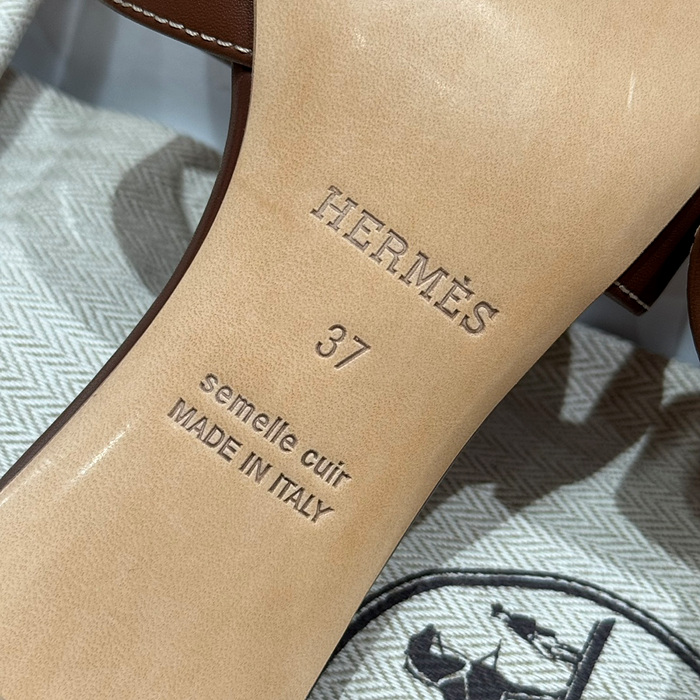 HERMÈS
37
semelle cuir
MADE IN ITALY